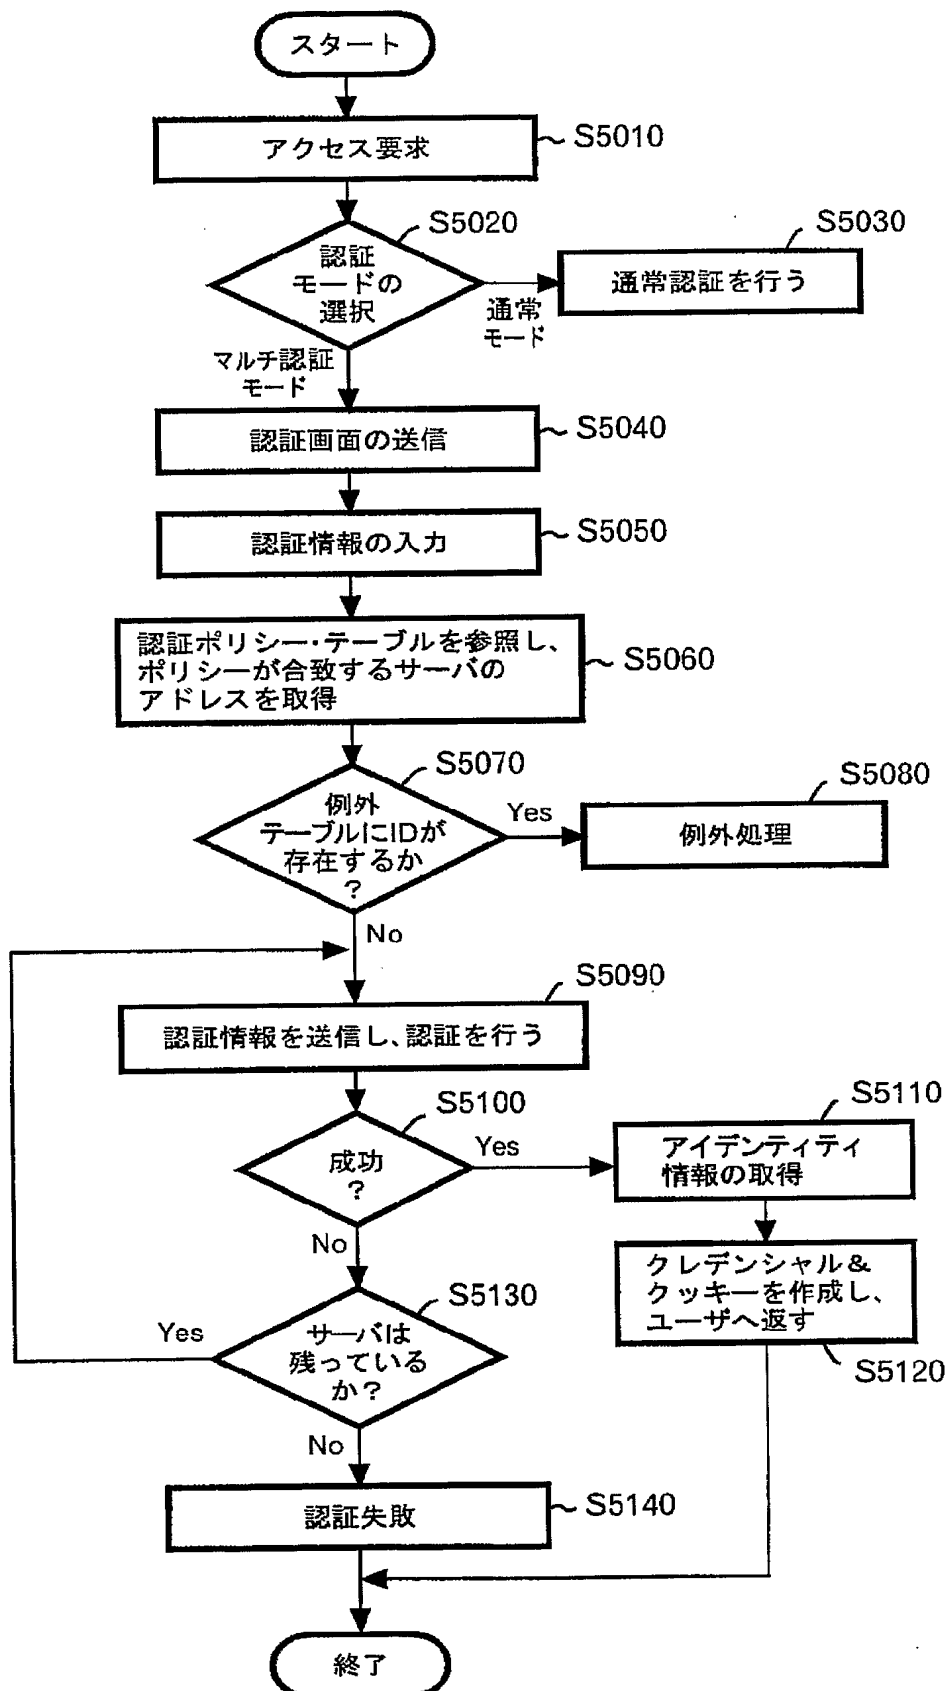 スタート
アクセス要求
S5010
S5020
認証
モードの
選択
S5030
通常認証を行う
通常
モード
マルチ認証
モード
認証画面の送信
S5040
認証情報の入力
S5050
認証ポリシー・テーブルを参照し、
ポリシーが合致するサーバの
アドレスを取得
S5060
S5070
例外
テーブルにIDが
存在するか
?
Yes
S5080
例外処理
No
S5090
認証情報を送信し、認証を行う
S5100
成功
?
Yes
S5110
アイデンティティ
情報の取得
No
クレデンシャル&
クッキーを作成し、
ユーザへ返す
S5120
S5130
サーバは
残っている
か?
Yes
No
認証失敗
S5140
終了